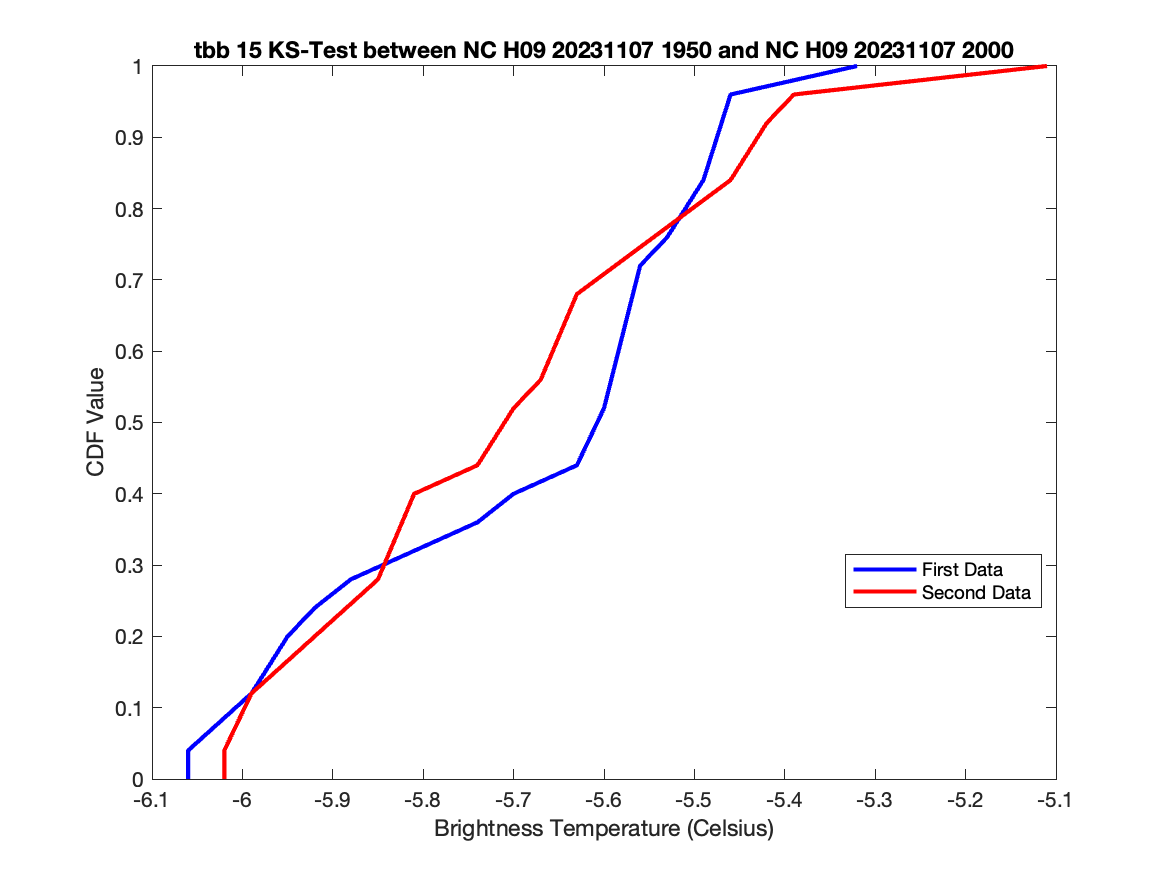 tbb 15 KS-Test between NC H09 20231107 1950 and NC H09 20231107 2000
1
0.9
0.8
0.7
0.6
0.5
0.4
0.3
0.2
0.1
0
CDF Value
First Data
Second Data
-6.1 -6 -5.9 -5.8 -5.7 -5.6 -5.5 -5.4 -5.3 -5.2 -5.1
Brightness Temperature (Celsius)